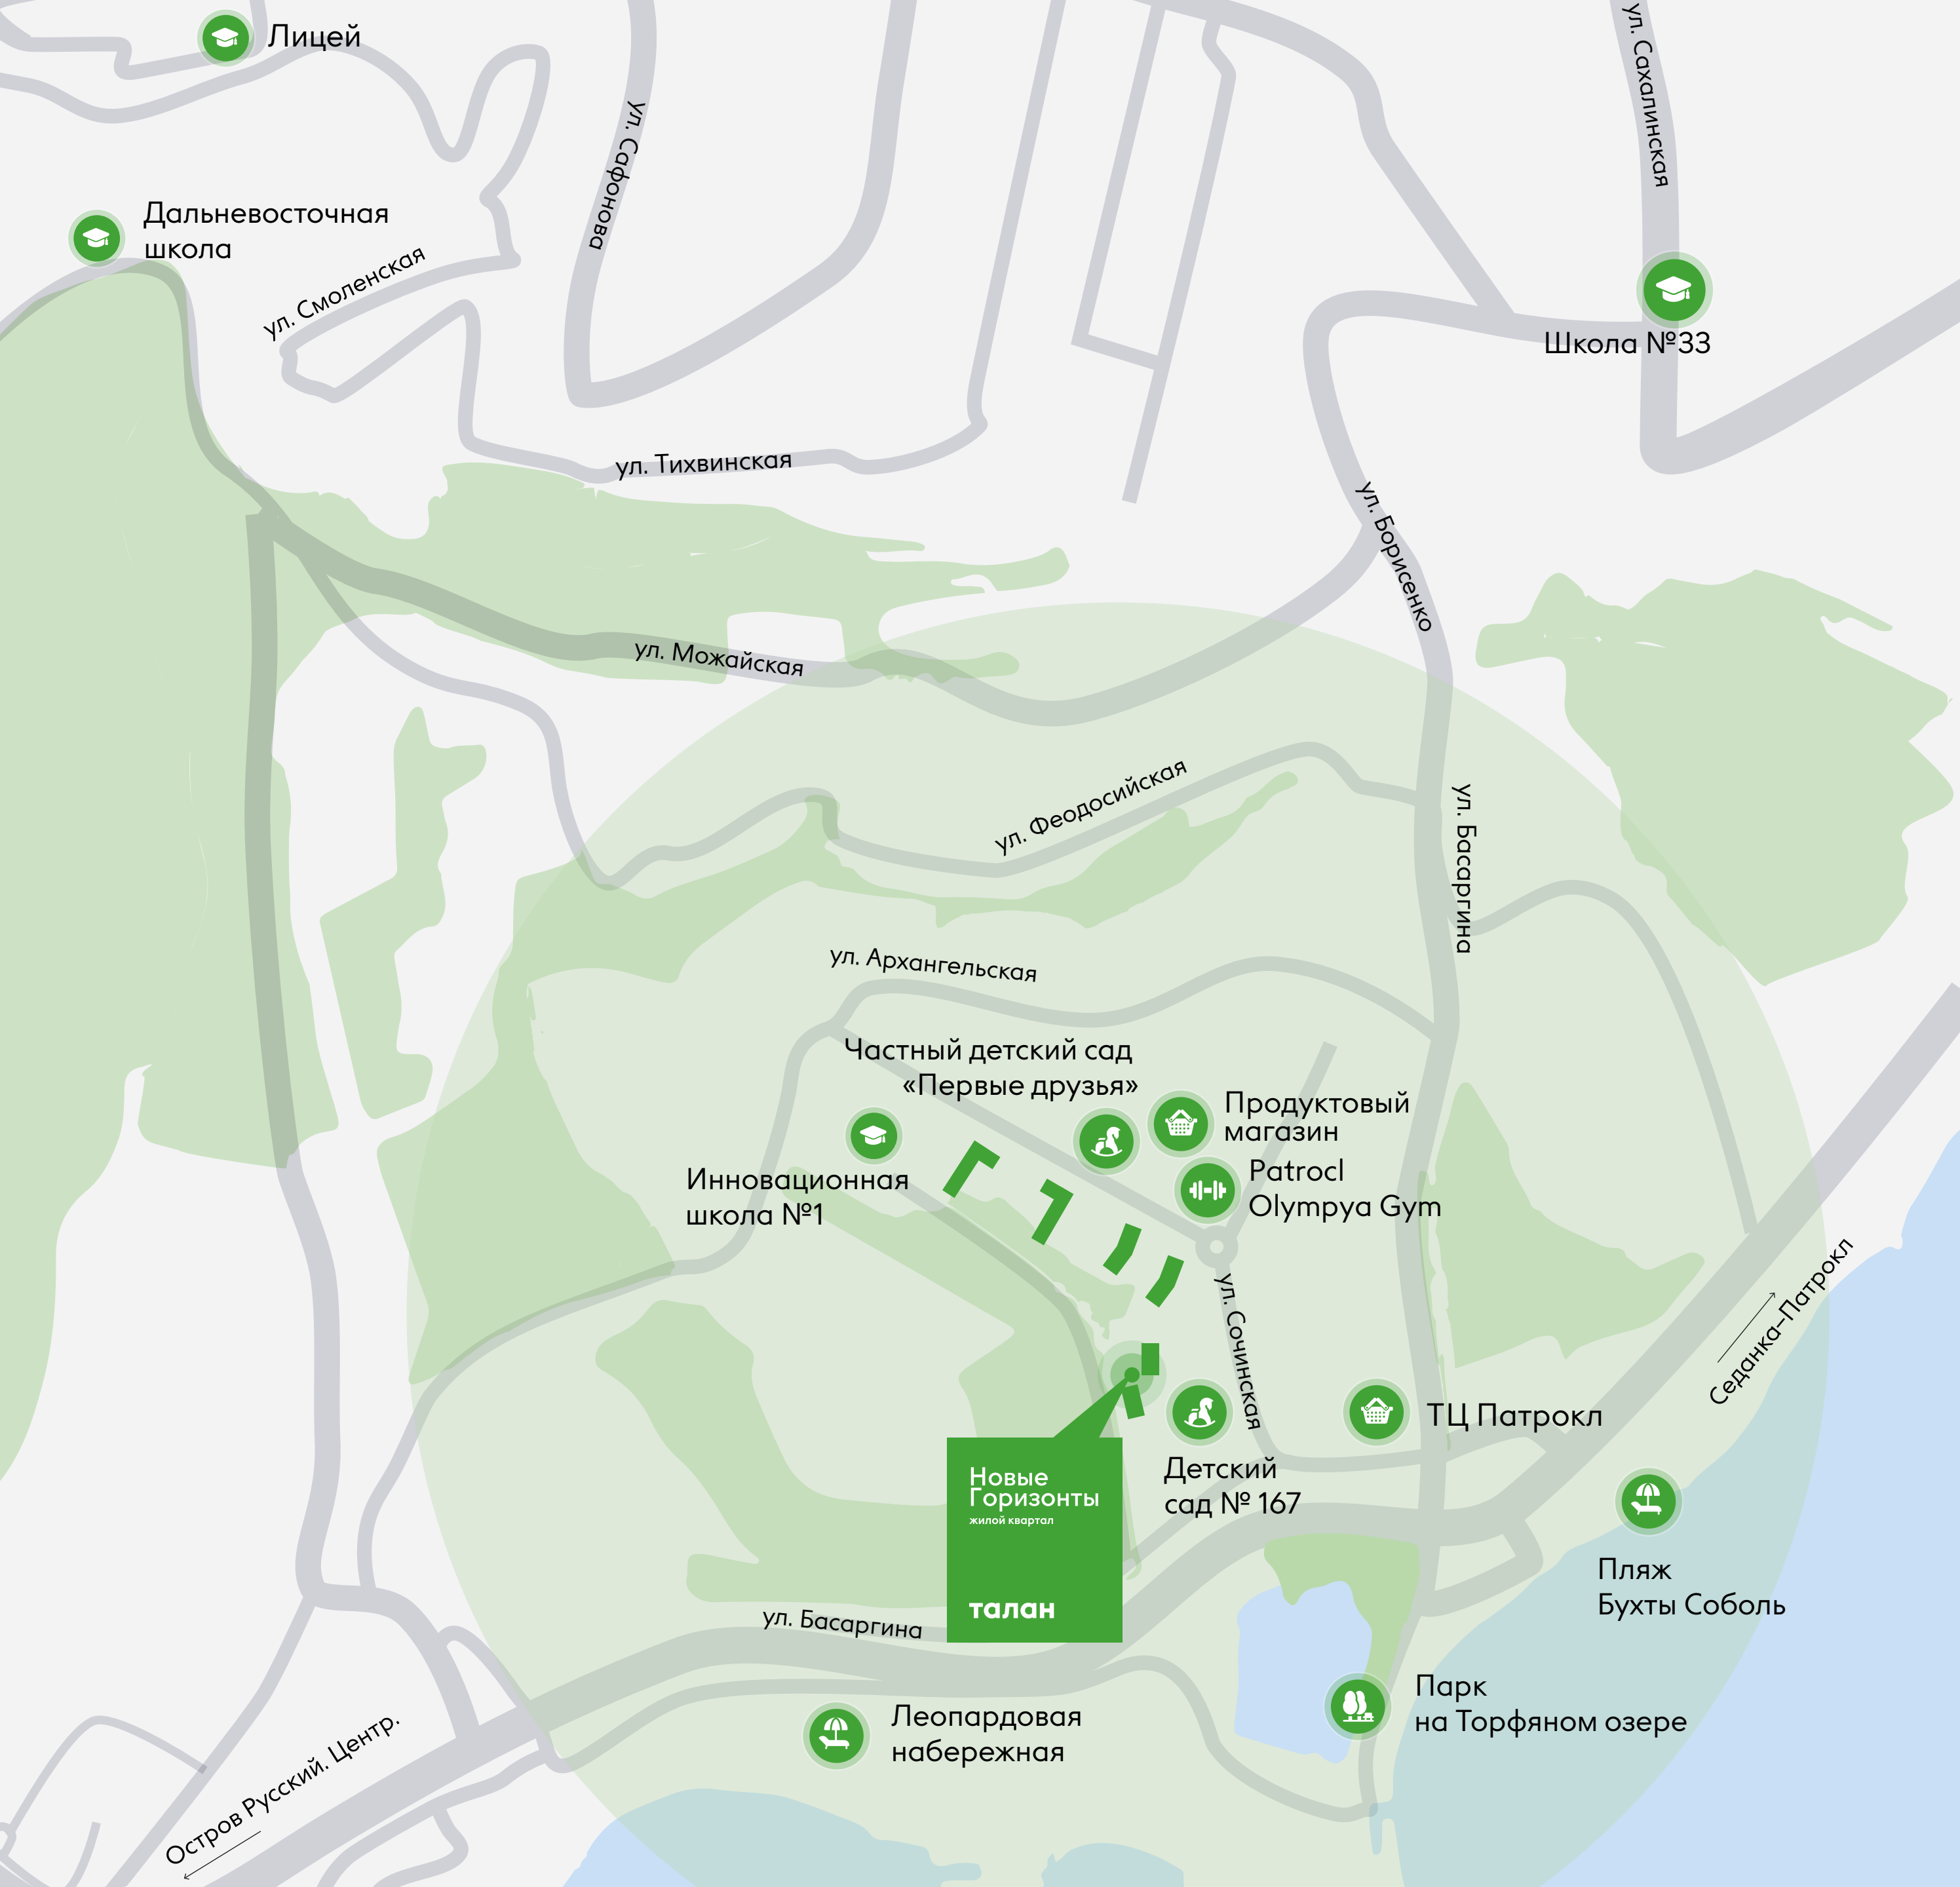 Лицей
ул. Сахалинская
ул. Сафонова
Дальневосточная
школа
ул. Смоленская
Школа №33
ул. Тихвинская
ул. Борисенко
ул. Можайская
ул. Феодосийская
ул. Басаргина
ул. Архангельская
Частный детский сад
«Первые друзья»
Продуктовый
магазин
Инновационная
школа №1
Patrocl
Olympya Gym
ул. Сочинская
Седанка–Патрокл
ТЦ Патрокл
Детский
сад № 167
Новые
Горизонты
жилой квартал
талан
Пляж
Бухты Соболь
ул. Басаргина
Парк
на Торфяном озере
Леопардовая
набережная
Остров Русский. Центр.